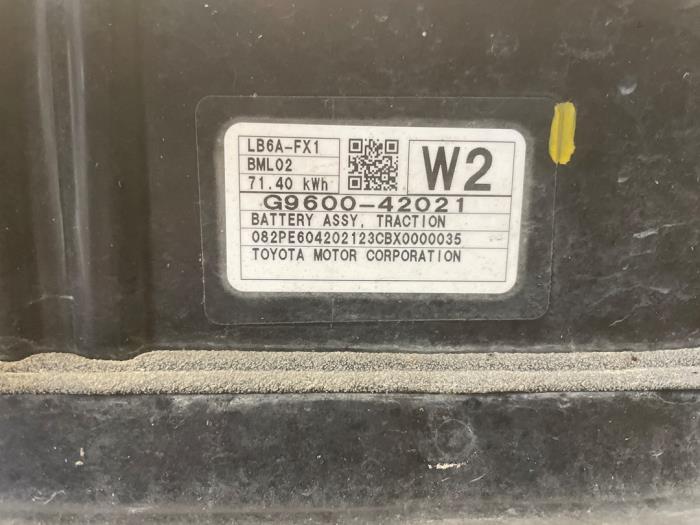 LB6A-FX1
BML02
71.40 kWh
W2
G9600-42021
BATTERY ASSY, TRACTION
082PE604202123CBX0000035
TOYOTA MOTOR CORPORATION